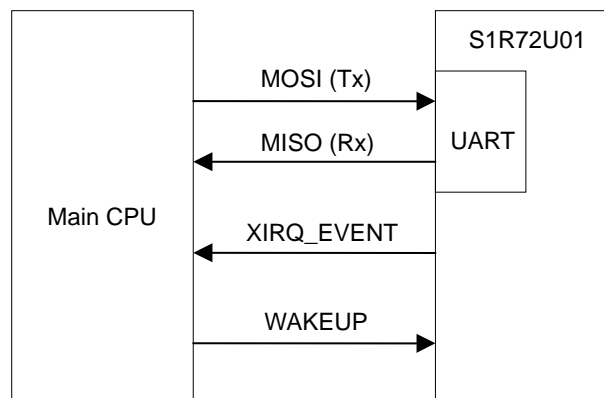 S1R72U01
MOSI (Tx)
MISO (Rx)
UART
Main CPU
XIRQ_EVENT
WAKEUP